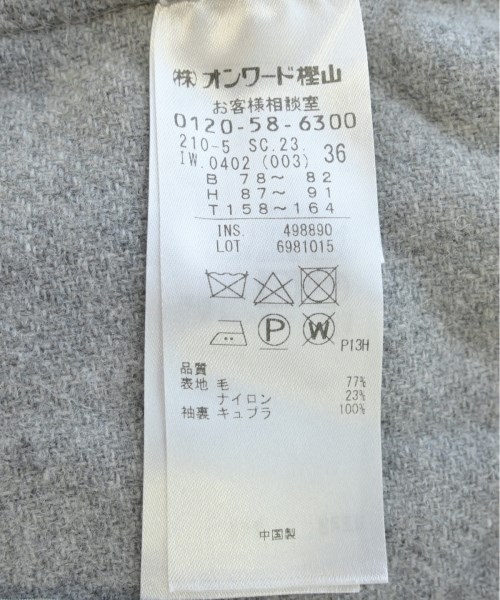 (株)オンワード樫山
お客様相談室
0120-58-6300
210-5 SC.23.
IW.0402 (003) 36
B 78～ 82
H 87～ 91
T158～164
INS. 498890
LOT 6981015
P W P13H
品質
表地 毛 77%
ナイロン 23%
袖裏 キュプラ 100%
中国製